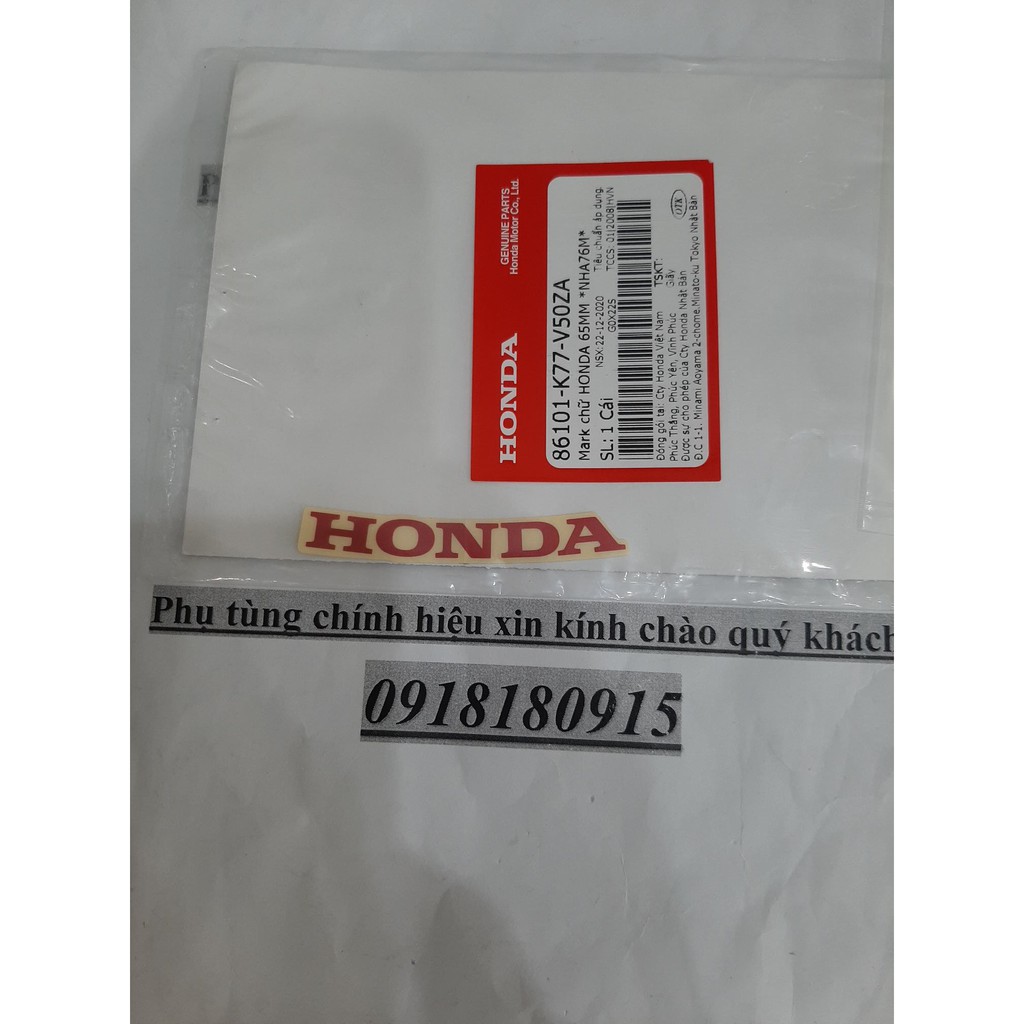 HONDA
GENUINE PARTS
Honda Motor Co., Ltd.
86101-K77-V50ZA
Mark chữ HONDA 65MM *NHA76M*
SL: 1 Cái
NSX:22-12-2020
Tiêu chuẩn áp dụng.
TCCS: 01|2008|HVN
G0X22S
Đóng gói tại: Cty Honda Việt Nam
TSKT:
Phúc Thắng, Phúc Yên, Vĩnh Phúc
Giấy
Được sự cho phép của Cty Honda Nhật Bản
Đ.C 1-1. Minami Aoyama 2-chome.Minato-ku Tokyo Nhật Bản
HONDA
Phụ tùng chính hiệu xin kính chào quý khách
0918180915